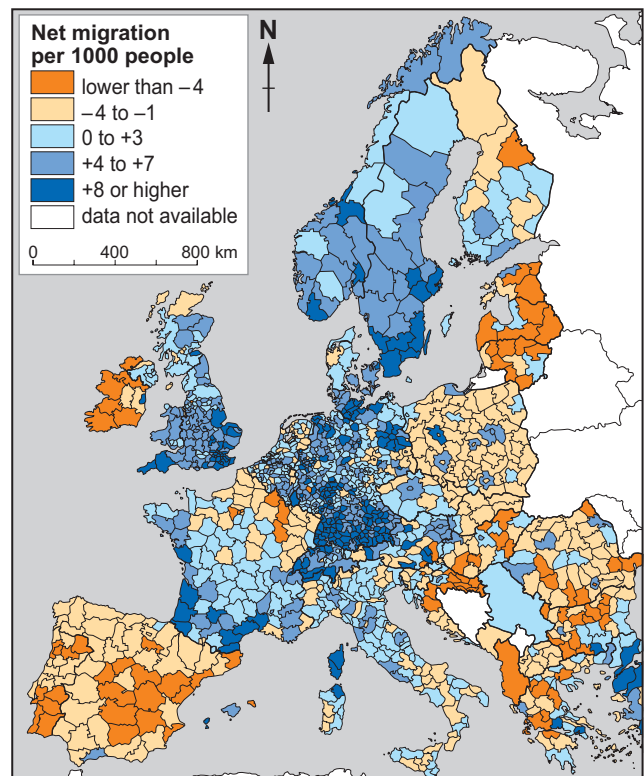 Net migration
per 1000 people
lower than – 4
– 4 to –1
0 to +3
+4 to +7
+8 or higher
data not available
0 400 800 km
N